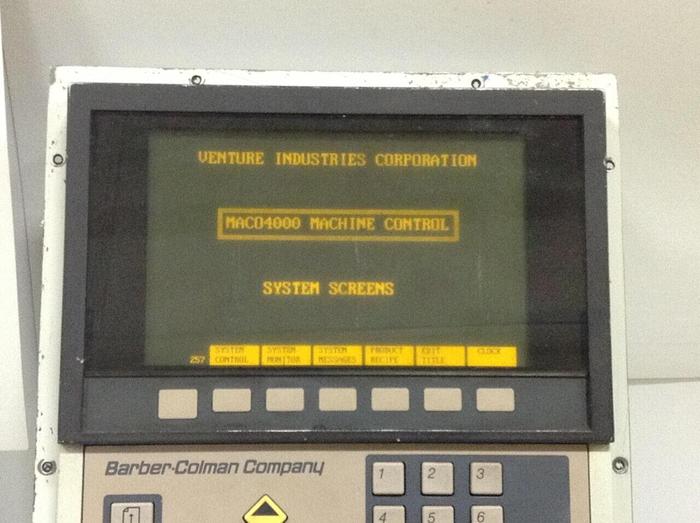 VENTURE INDUSTRIES CORPORATION
MACO4000 MACHINE CONTROL
SYSTEM SCREENS
257 SYSTEM CONTROL SYSTEM MONITOR SYSTEM MESSAGES PRODUCT RECIPE EDIT TITLE CLOCK
Barber-Colman Company
1 2 3
4 5 6